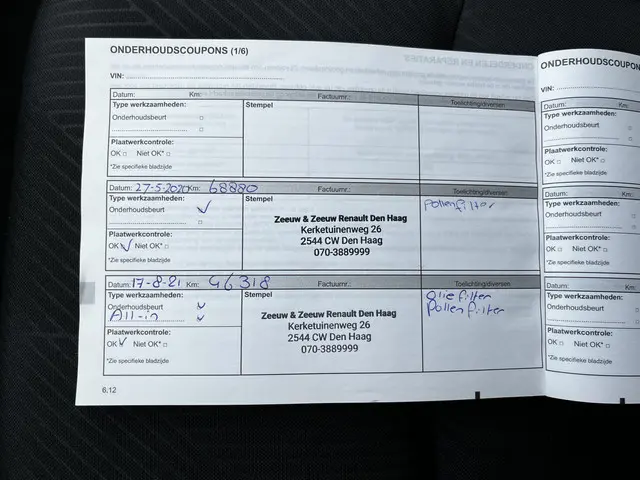 ONDERHOUDSCOUPONS (1/6)
VIN:
Datum: Km: Factuurnr.: Toelichting/diversen
Type werkzaamheden: Stempel
Onderhoudsbeurt
Plaatwerkcontrole:
OK Niet OK*
*Zie specifieke bladzijde
Datum: 27-5-2020 Km: 68880 Factuurnr.: Toelichting/diversen
Type werkzaamheden: Stempel Pollenfilter
Onderhoudsbeurt
Zeeuw & Zeeuw Renault Den Haag
Kerketuinenweg 26
2544 CW Den Haag
070-3889999
Plaatwerkcontrole:
OK Niet OK*
*Zie specifieke bladzijde
Datum: 17-8-21 Km: Factuurnr.: Toelichting/diversen
Type werkzaamheden: Stempel Olie filter
Onderhoudsbeurt Pollen filter
All-in
Zeeuw & Zeeuw Renault Den Haag
Kerketuinenweg 26
2544 CW Den Haag
070-3889999
Plaatwerkcontrole:
OK Niet OK*
*Zie specifieke bladzijde
6.12
ONDERHOUDSCOUPON
VIN:
Datum: Km:
Type werkzaamheden:
Onderhoudsbeurt
Plaatwerkcontrole:
OK Niet OK*
*Zie specifieke bladzijde
Datum: Km:
Type werkzaamheden:
Onderhoudsbeurt
Plaatwerkcontrole:
OK Niet OK*
*Zie specifieke bladzijde
Datum: Km:
Type werkzaamheden:
Onderhoudsbeurt
Plaatwerkcontrole:
OK Niet OK*
*Zie specifieke bladzijde